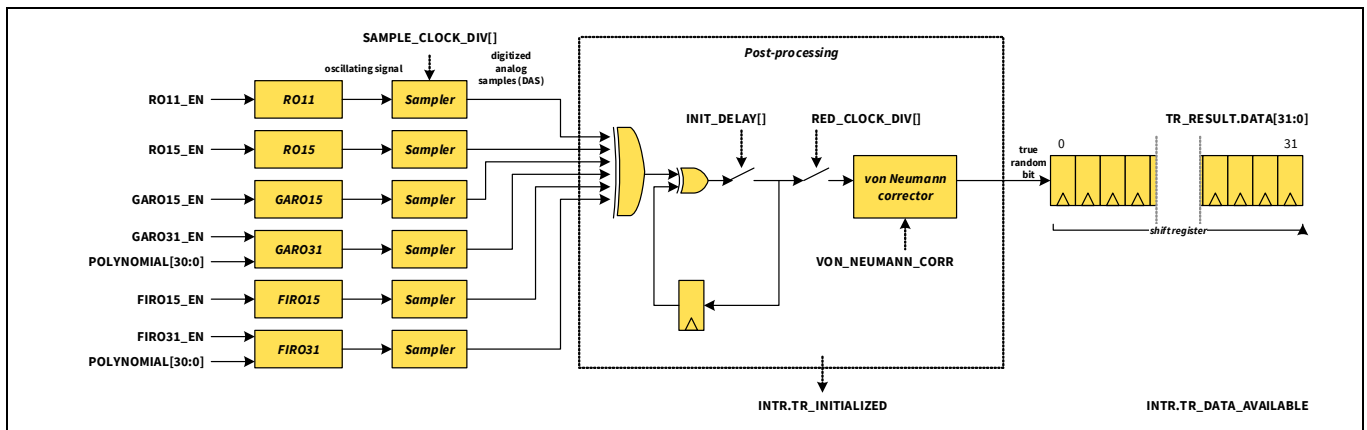 SAMPLE_CLOCK_DIV[]
oscillating signal
digitized
analog
samples (DAS)
Post-processing
RO11_EN
RO11
Sampler
INIT_DELAY[]
RED_CLOCK_DIV[]
TR_RESULT.DATA[31:0]
RO15_EN
RO15
Sampler
true
random
bit
0
31
GARO15_EN
GARO15
Sampler
von Neumann
corrector
GARO31_EN
POLYNOMIAL[30:0]
GARO31
Sampler
shift register
VON_NEUMANN_CORR
FIRO15_EN
FIRO15
Sampler
FIRO31_EN
POLYNOMIAL[30:0]
FIRO31
Sampler
INTR.TR_INITIALIZED
INTR.TR_DATA_AVAILABLE